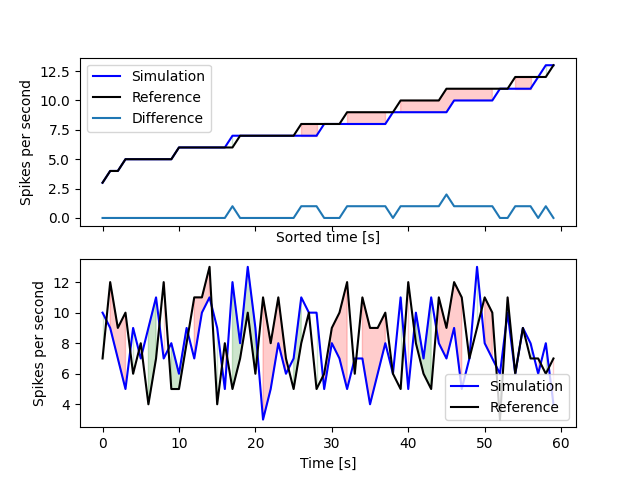 12.5
10.0
7.5
5.0
2.5
0.0
Spikes per second
Simulation
Reference
Difference
Sorted time [s]
12
10
8
6
4
Spikes per second
Simulation
Reference
0 10 20 30 40 50 60
Time [s]